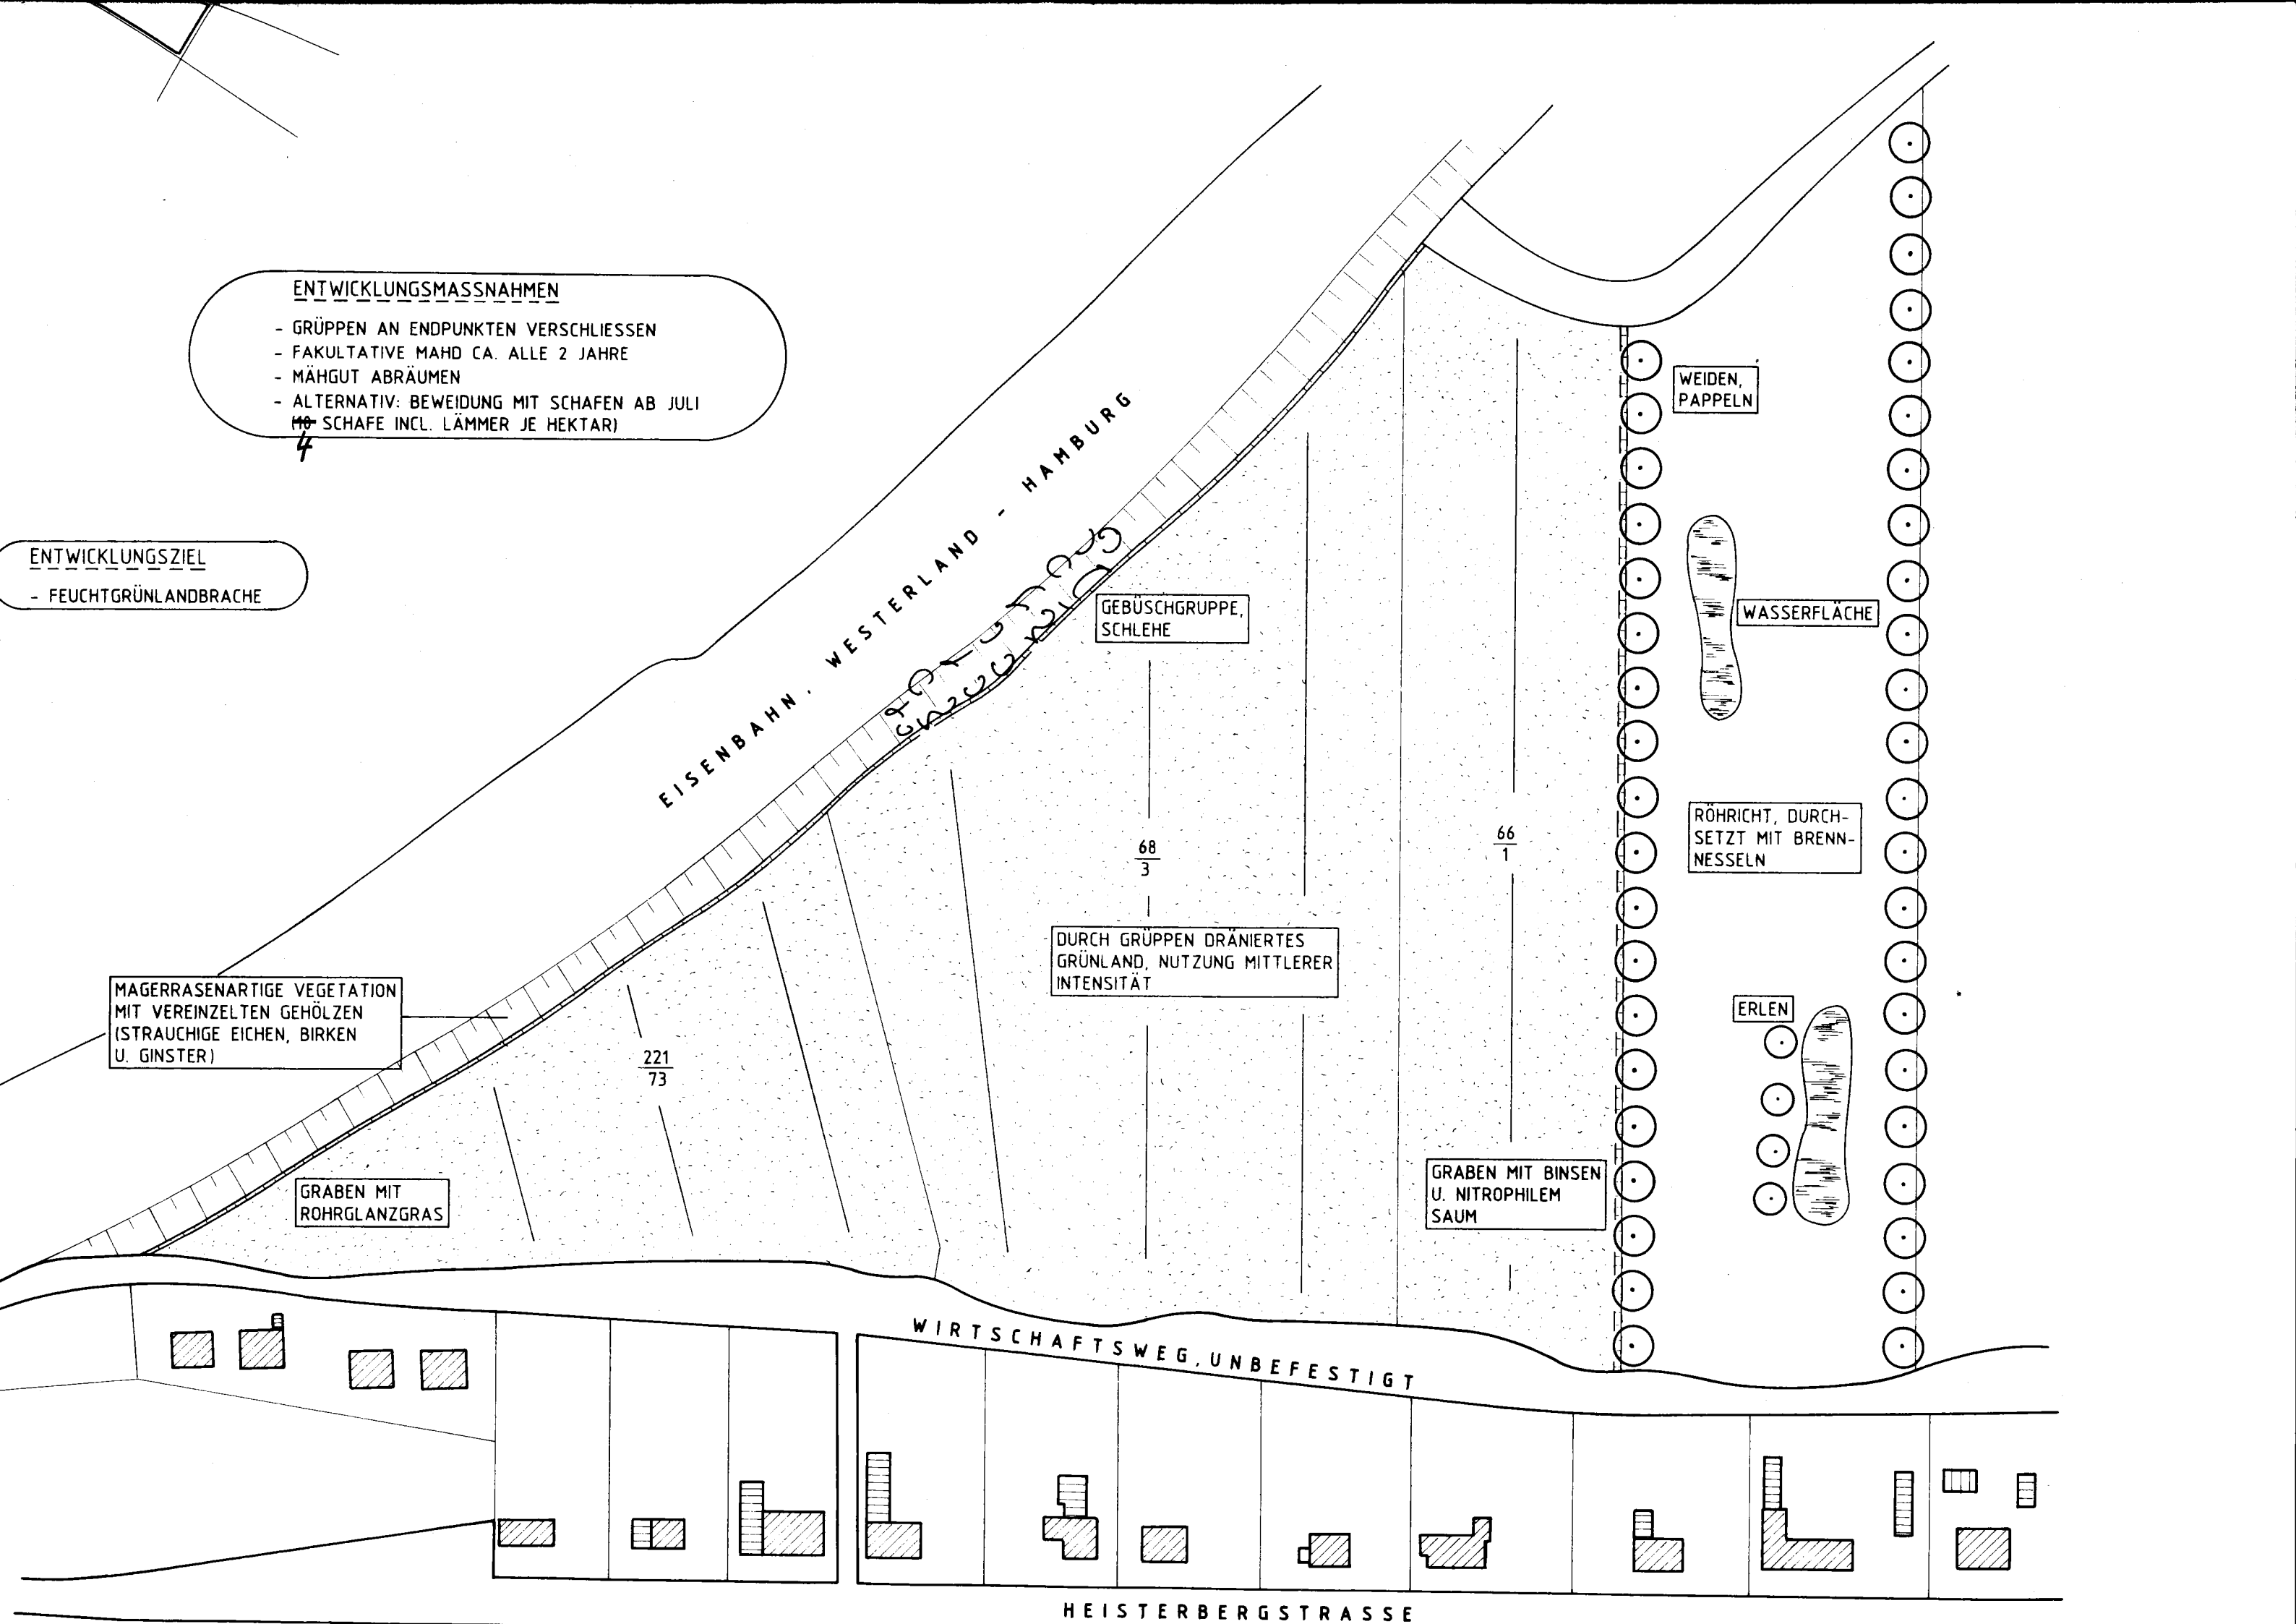 ENTWICKLUNGSMASSNAHMEN
- GRÜPPEN AN ENDPUNKTEN VERSCHLIESSEN
- FAKULTATIVE MAHD CA. ALLE 2 JAHRE
- MÄHGUT ABRÄUMEN
- ALTERNATIV: BEWEIDUNG MIT SCHAFEN AB JULI
(10 SCHAFE INCL. LÄMMER JE HEKTAR)
4
ENTWICKLUNGSZIEL
- FEUCHTGRÜNLANDBRACHE
EISENBAHN, WESTERLAND - HAMBURG
WEIDEN,
PAPPELN
GEBÜSCHGRUPPE,
SCHLEHE
WASSERFLÄCHE
RÖHRICHT, DURCH-
SETZT MIT BRENN-
NESSELN
68
3
66
1
DURCH GRÜPPEN DRÄNIERTES
GRÜNLAND, NUTZUNG MITTLERER
INTENSITÄT
MAGERRASENARTIGE VEGETATION
MIT VEREINZELTEN GEHÖLZEN
(STRAUCHIGE EICHEN, BIRKEN
U. GINSTER)
221
73
ERLEN
GRABEN MIT
ROHRGLANZGRAS
GRABEN MIT BINSEN
U. NITROPHILEM
SAUM
WIRTSCHAFTSWEG, UNBEFESTIGT
HEISTERBERGSTRASSE